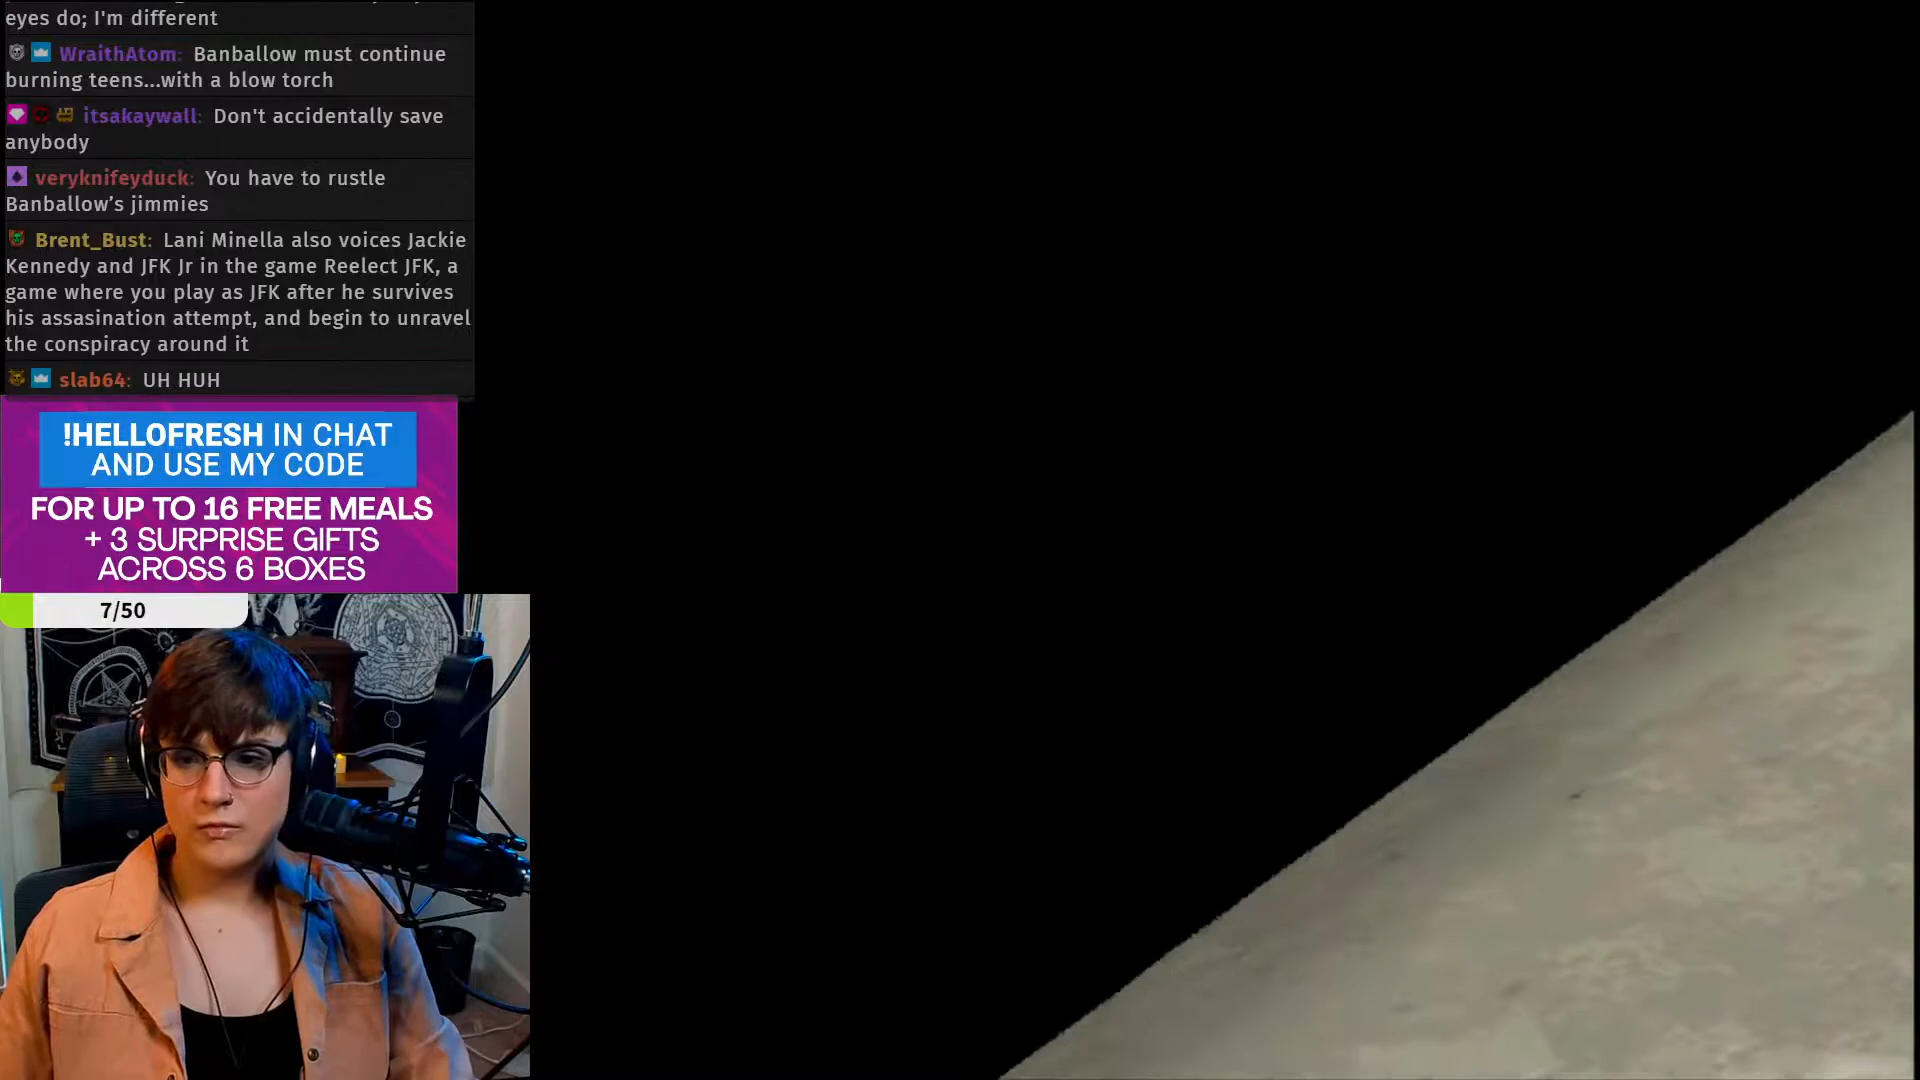 eyes do; I'm different
WraithAtom: Banballow must continue
burning teens...with a blow torch
itsakaywall: Don't accidentally save
anybody
veryknifeyduck: You have to rustle
Banballow's jimmies
Brent_Bust: Lani Minella also voices Jackie
Kennedy and JFK Jr in the game Reelect JFK, a
game where you play as JFK after he survives
his assasination attempt, and begin to unravel
the conspiracy around it
slab64: UH HUH
!HELLOFRESH IN CHAT
AND USE MY CODE
FOR UP TO 16 FREE MEALS
+ 3 SURPRISE GIFTS
ACROSS 6 BOXES
7/50